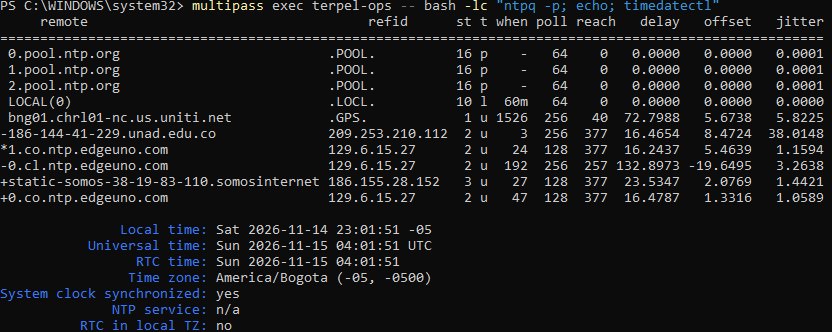 PS C:\WINDOWS\system32> multipass exec terpel-ops -- bash -lc "ntpq -p; echo; timedatectl"
     remote                                   refid      st t when poll reach   delay   offset   jitter
=======================================================================================================
 0.pool.ntp.org                          .POOL.          16 p    -   64    0   0.0000   0.0000   0.0001
 1.pool.ntp.org                          .POOL.          16 p    -   64    0   0.0000   0.0000   0.0001
 2.pool.ntp.org                          .POOL.          16 p    -   64    0   0.0000   0.0000   0.0001
 LOCAL(0)                                .LOCL.          10 l  60m   64    0   0.0000   0.0000   0.0001
 bng01.chrl01-nc.us.uniti.net            .GPS.            1 u 1526  256   40  72.7988   5.6738   5.8225
-186-144-41-229.unad.edu.co              209.253.210.112  2 u    3  256  377  16.4654   8.4724  38.0148
*1.co.ntp.edgeuno.com                    129.6.15.27      2 u   24  128  377  16.2437   5.4639   1.1594
-0.cl.ntp.edgeuno.com                    129.6.15.27      2 u  192  256  257 132.8973 -19.6495   3.2638
+static-somos-38-19-83-110.somosinternet 186.155.28.152   3 u   27  128  377  23.5347   2.0769   1.4421
+0.co.ntp.edgeuno.com                    129.6.15.27      2 u   47  128  377  16.4787   1.3316   1.0589

               Local time: Sat 2026-11-14 23:01:51 -05
           Universal time: Sun 2026-11-15 04:01:51 UTC
                 RTC time: Sun 2026-11-15 04:01:51
                Time zone: America/Bogota (-05, -0500)
System clock synchronized: yes
              NTP service: n/a
          RTC in local TZ: no